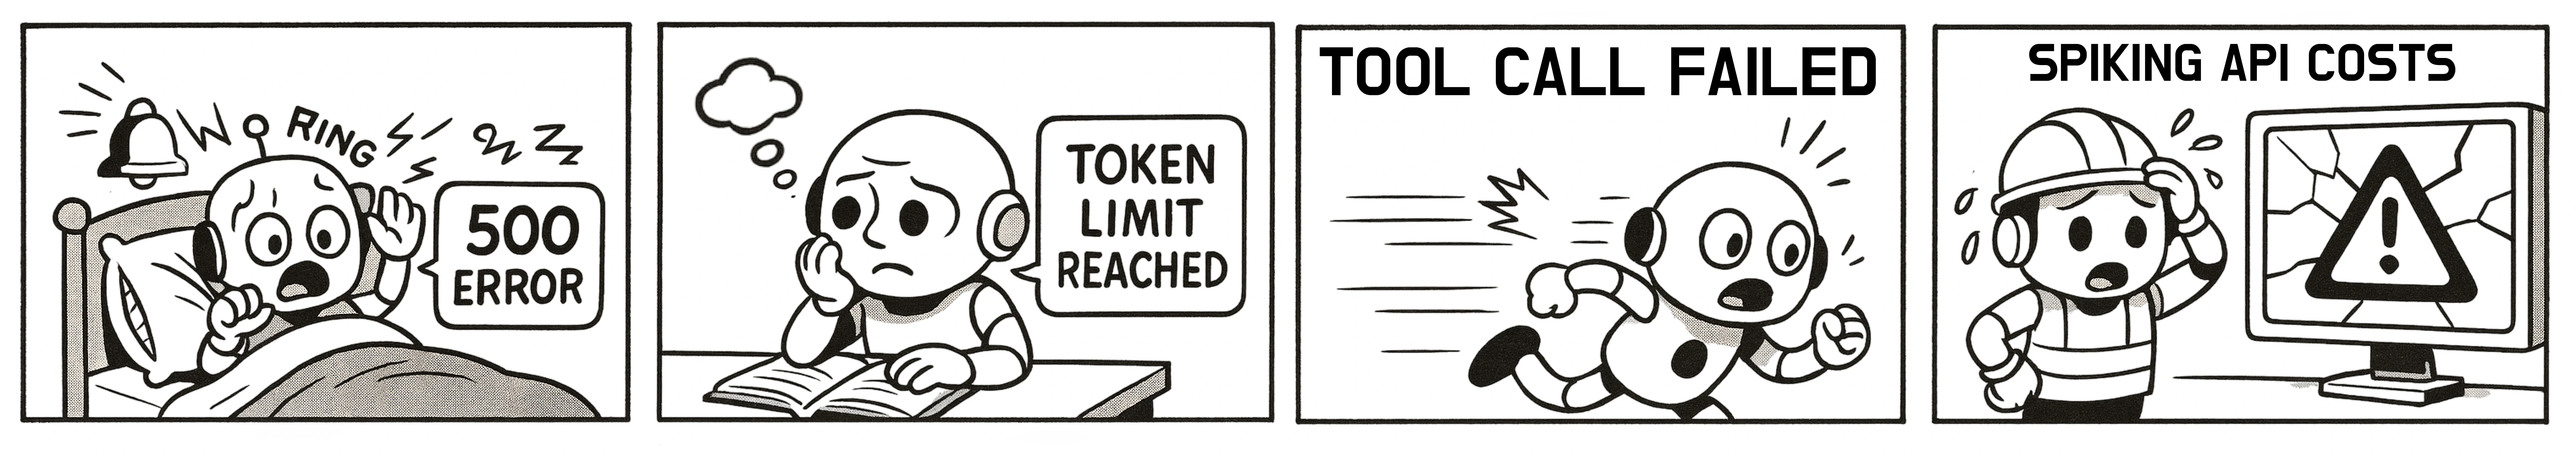 RING
500
ERROR
TOKEN
LIMIT
REACHED
TOOL CALL FAILED
SPIKING API COSTS
!